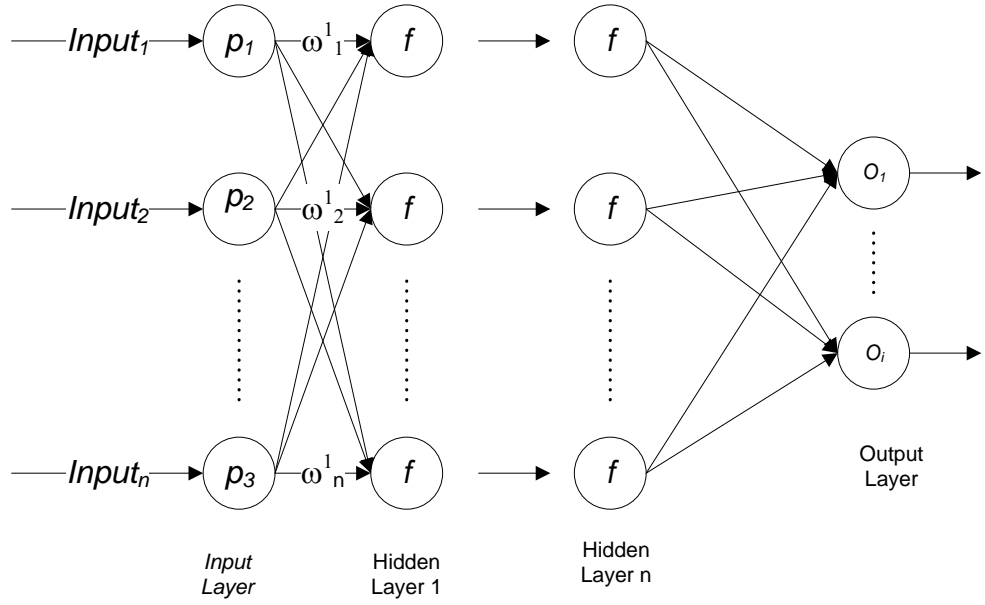 Input₁ p₁ ω¹₁ f f
O₁
Input₂ p₂ ω¹₂ f f
Oᵢ
Inputₙ p₃ ω¹ₙ f f
Output
Layer
Input
Layer
Hidden
Layer 1
Hidden
Layer n